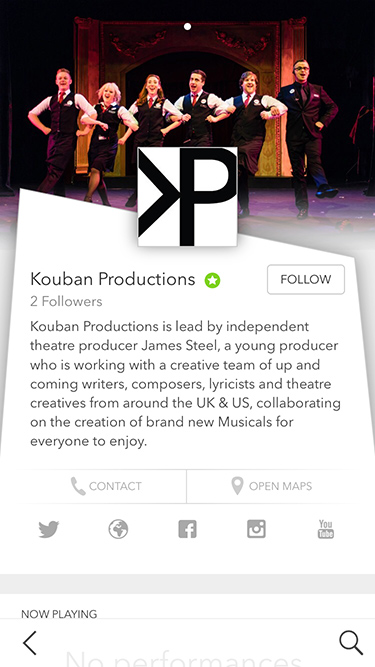 KP
Kouban Productions
FOLLOW
2 Followers
Kouban Productions is lead by independent
theatre producer James Steel, a young producer
who is working with a creative team of up and
coming writers, composers, lyricists and theatre
creatives from around the UK & US, collaborating
on the creation of brand new Musicals for
everyone to enjoy.
CONTACT
OPEN MAPS
You
Tube
NOW PLAYING
No performances